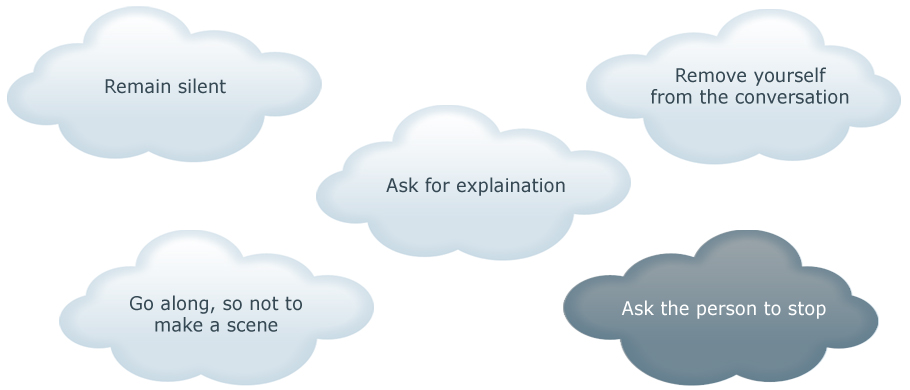 Remain silent
Remove yourself
from the conversation
Ask for explaination
Go along, so not to
make a scene
Ask the person to stop